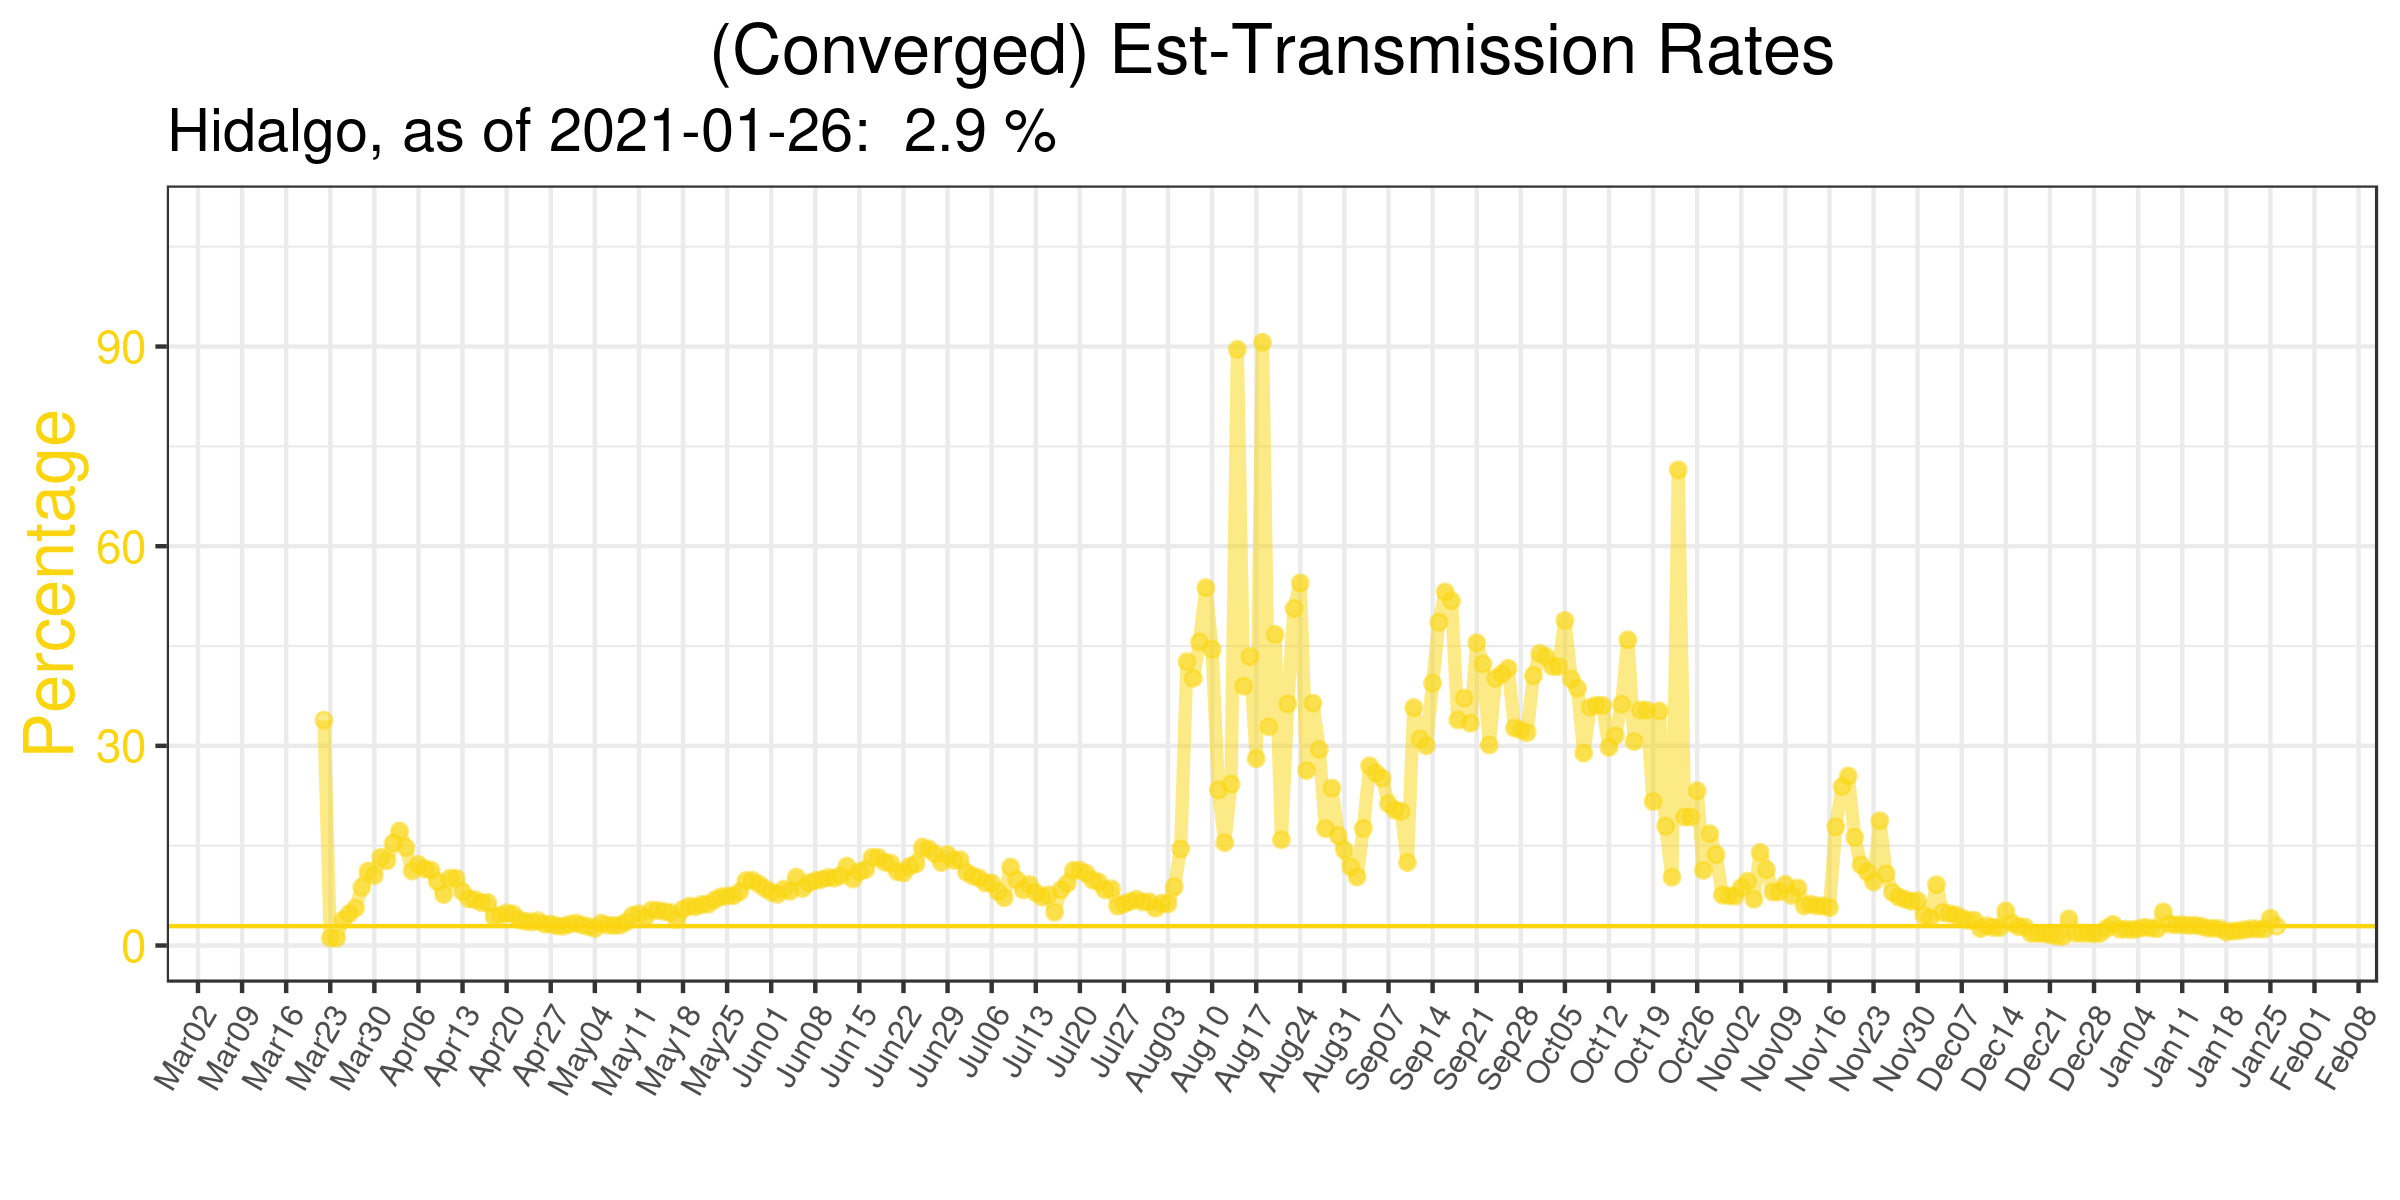 (Converged) Est-Transmission Rates
Hidalgo, as of 2021-01-26:  2.9 %
Percentage
90
60
30
0
Mar02 Mar09 Mar16 Mar23 Mar30 Apr06 Apr13 Apr20 Apr27 May04 May11 May18 May25 Jun01 Jun08 Jun15 Jun22 Jun29 Jul06 Jul13 Jul20 Jul27 Aug03 Aug10 Aug17 Aug24 Aug31 Sep07 Sep14 Sep21 Sep28 Oct05 Oct12 Oct19 Oct26 Nov02 Nov09 Nov16 Nov23 Nov30 Dec07 Dec14 Dec21 Dec28 Jan04 Jan11 Jan18 Jan25 Feb01 Feb08